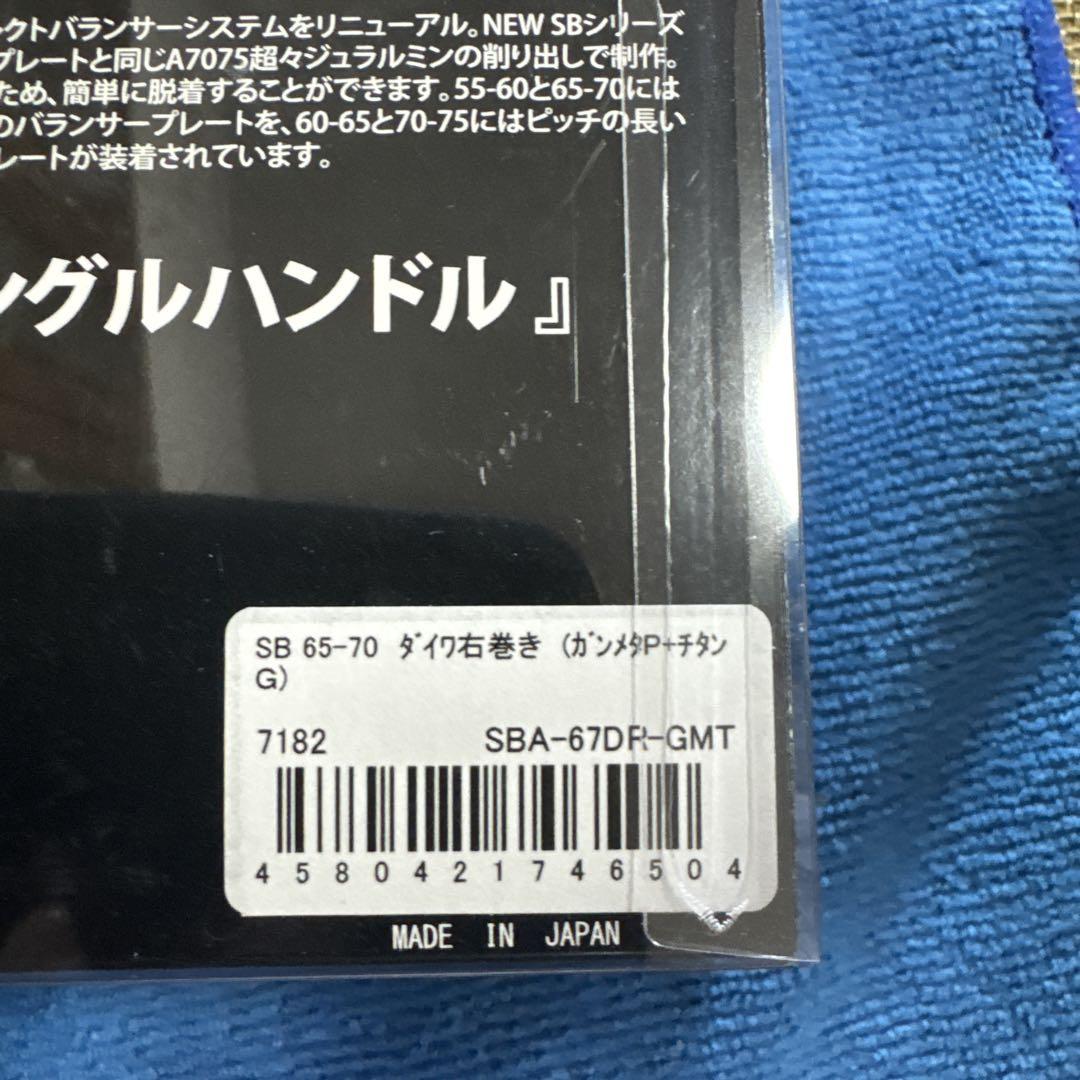 クトバランサーシステムをリニューアル。NEW SBシリーズ
プレートと同じA7075超々ジュラルミンの削り出しで制作。
ため、簡単に脱着することができます。55-60と65-70には
のバランサープレートを、60-65と70-75にはピッチの長い
レートが装着されています。
ングルハンドル』
SB 65-70 ﾀﾞｲﾜ右巻き (ｶﾞﾝﾒﾀP+ﾁﾀﾝ
G)
7182 SBA-67DR-GMT
4580421746504
MADE IN JAPAN